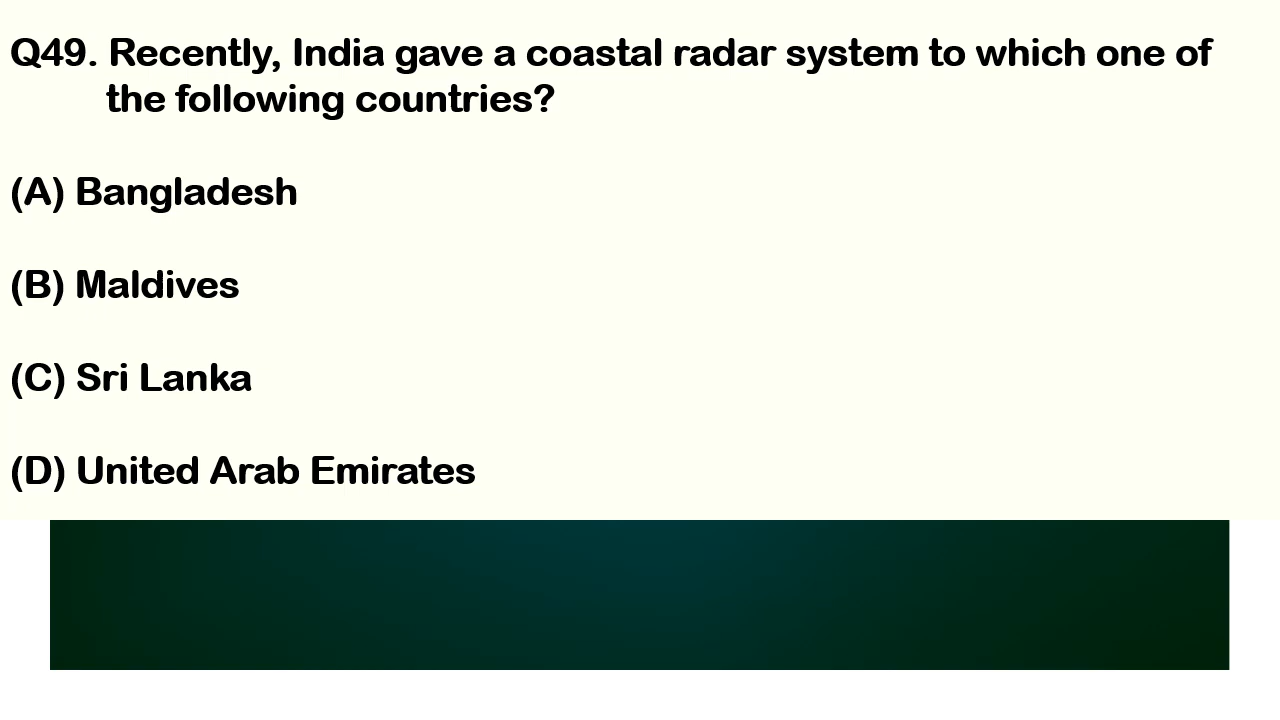 Q49. Recently, India gave a coastal radar system to which one of
the following countries?
(A) Bangladesh
(B) Maldives
(C) Sri Lanka
(D) United Arab Emirates